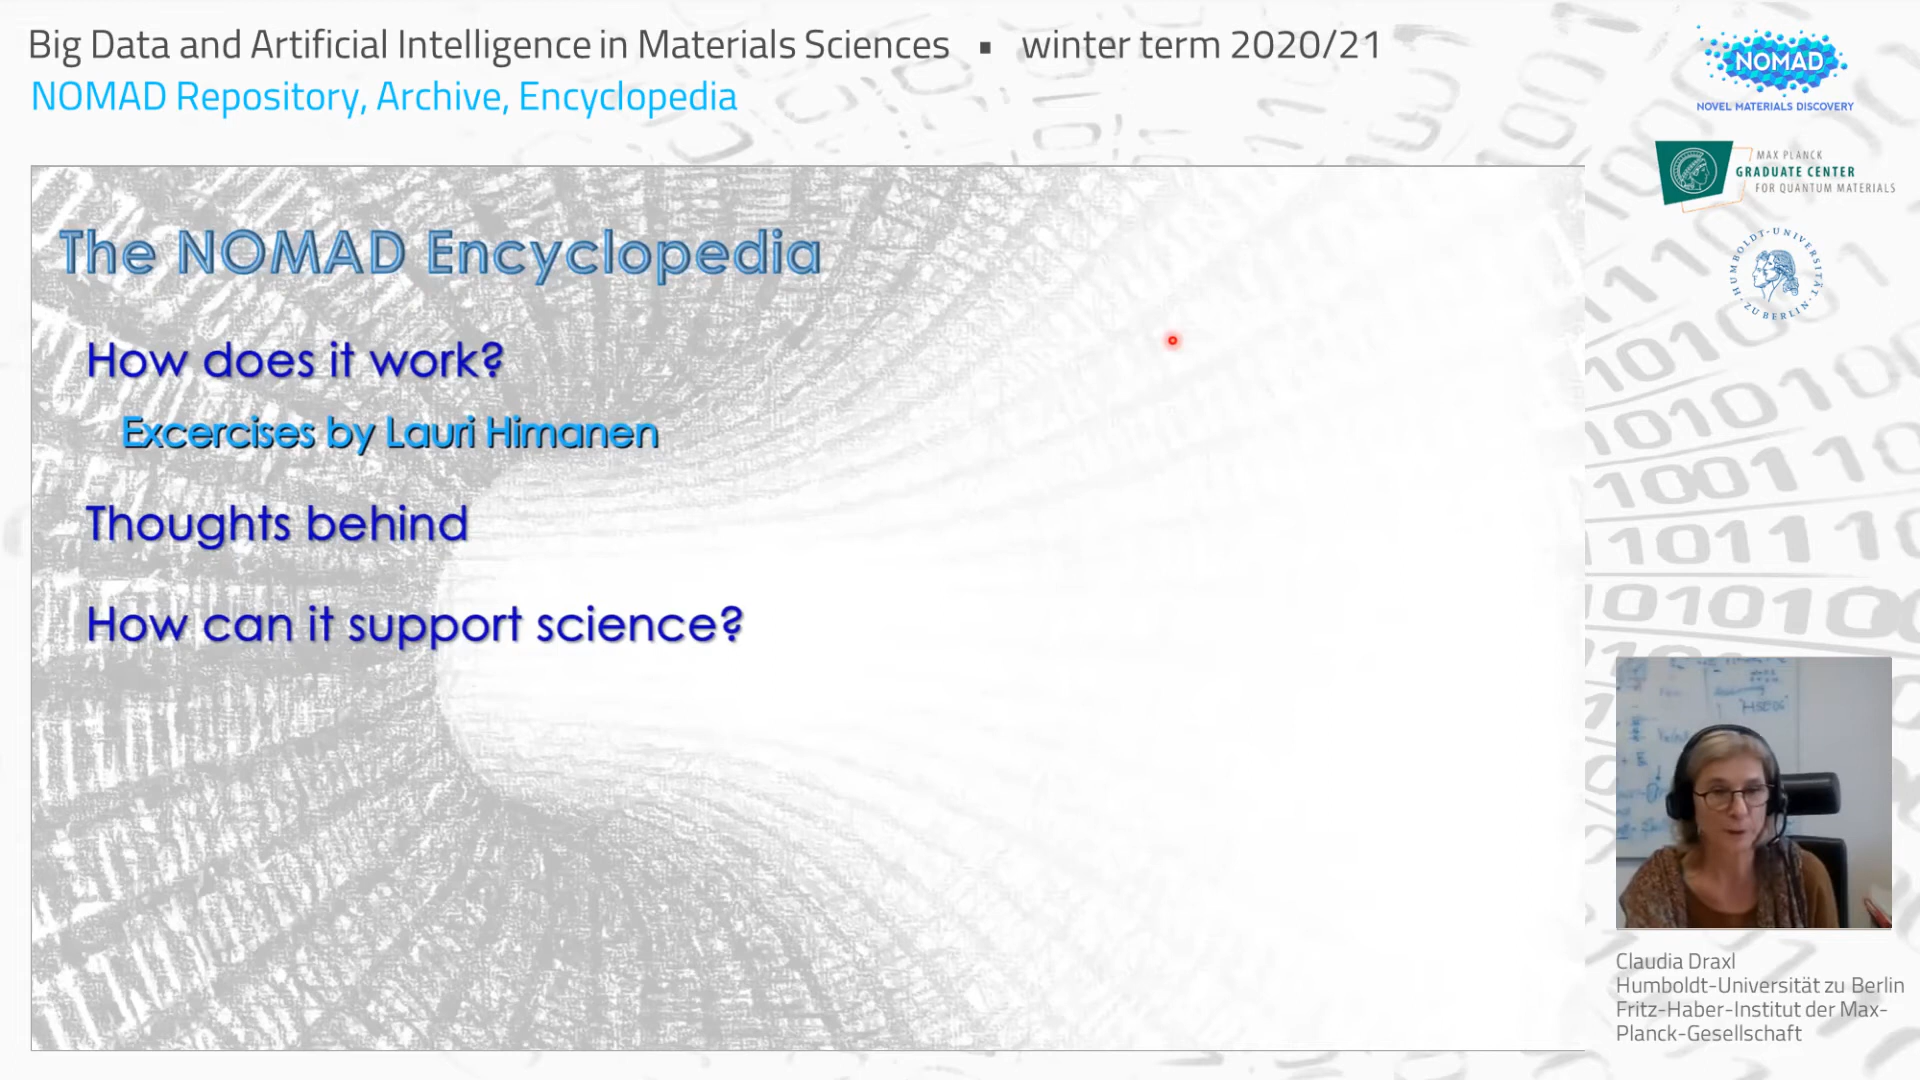 Big Data and Artificial Intelligence in Materials Sciences ▪ winter term 2020/21
NOMAD Repository, Archive, Encyclopedia
NOMAD
NOVEL MATERIALS DISCOVERY
MAX PLANCK
GRADUATE CENTER
FOR QUANTUM MATERIALS
HUMBOLDT-UNIVERSITÄT ZU BERLIN
The NOMAD Encyclopedia
How does it work?
Excercises by Lauri Himanen
Thoughts behind
How can it support science?
Claudia Draxl
Humboldt-Universität zu Berlin
Fritz-Haber-Institut der Max-
Planck-Gesellschaft